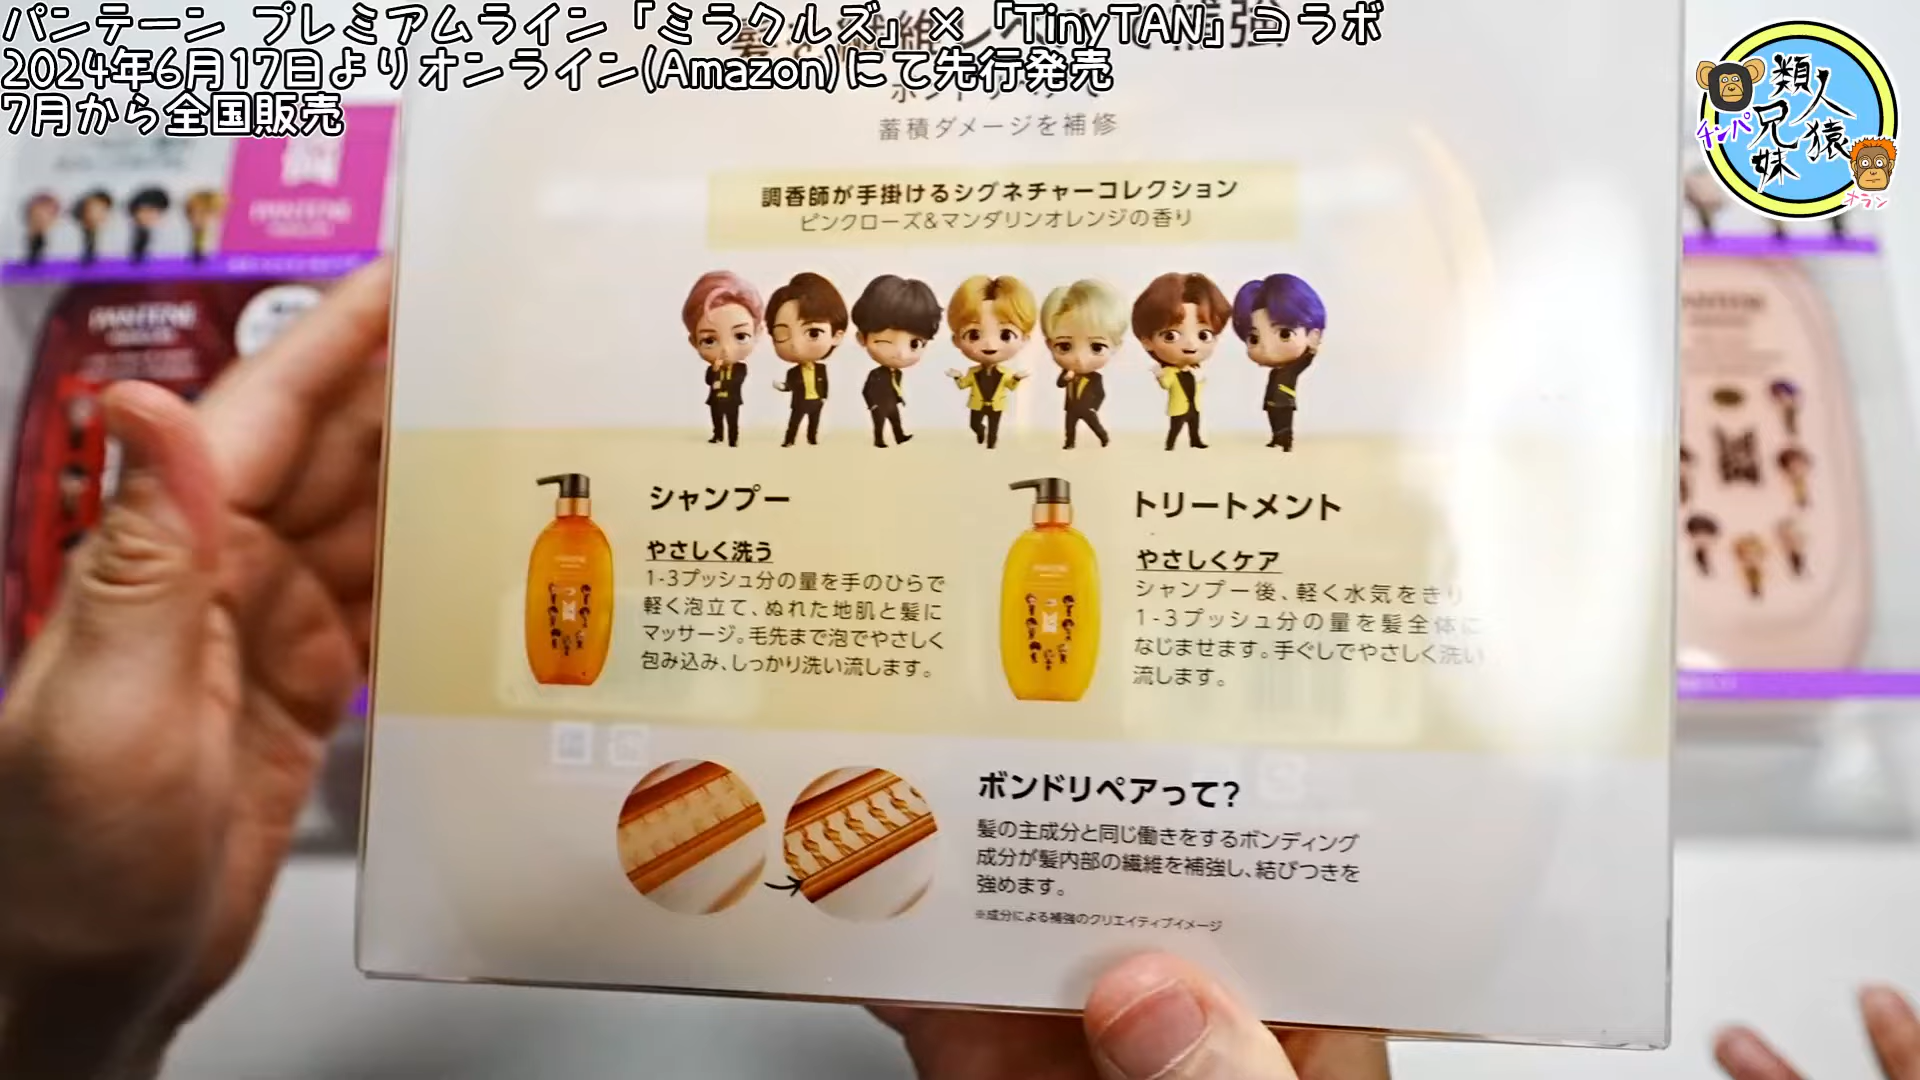 パンテーン プレミアムライン「ミラクルズ」×「TinyTAN」コラボ
2024年6月17日よりオンライン(Amazon)にて先行発売
7月から全国販売
類人猿兄妹
チンパ
オラン
補強
蓄積ダメージを補修
調香師が手掛けるシグネチャーコレクション
ピンクローズ&マンダリンオレンジの香り
シャンプー
やさしく洗う
1-3プッシュ分の量を手のひらで
軽く泡立て、ぬれた地肌と髪に
マッサージ。毛先まで泡でやさしく
包み込み、しっかり洗い流します。
トリートメント
やさしくケア
シャンプー後、軽く水気をきり
1-3プッシュ分の量を髪全体に
なじませます。手ぐしでやさしく洗い
流します。
ボンドリペアって?
髪の主成分と同じ働きをするボンディング
成分が髪内部の繊維を補強し、結びつきを
強めます。
※成分による補強のクリエイティブイメージ
PANTENE
PANTENE
PANTENE